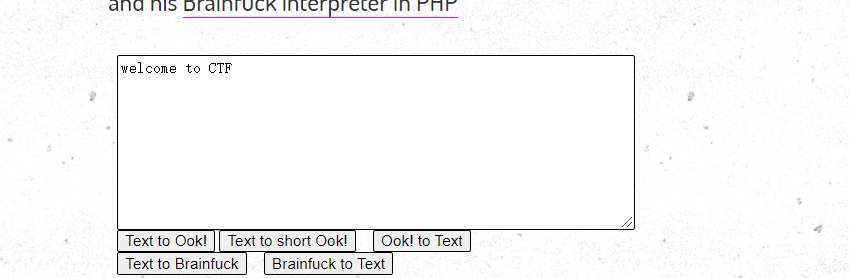 and his Brainfuck interpreter in PHP
welcome to CTF
Text to Ook! Text to short Ook! Ook! to Text
Text to Brainfuck Brainfuck to Text